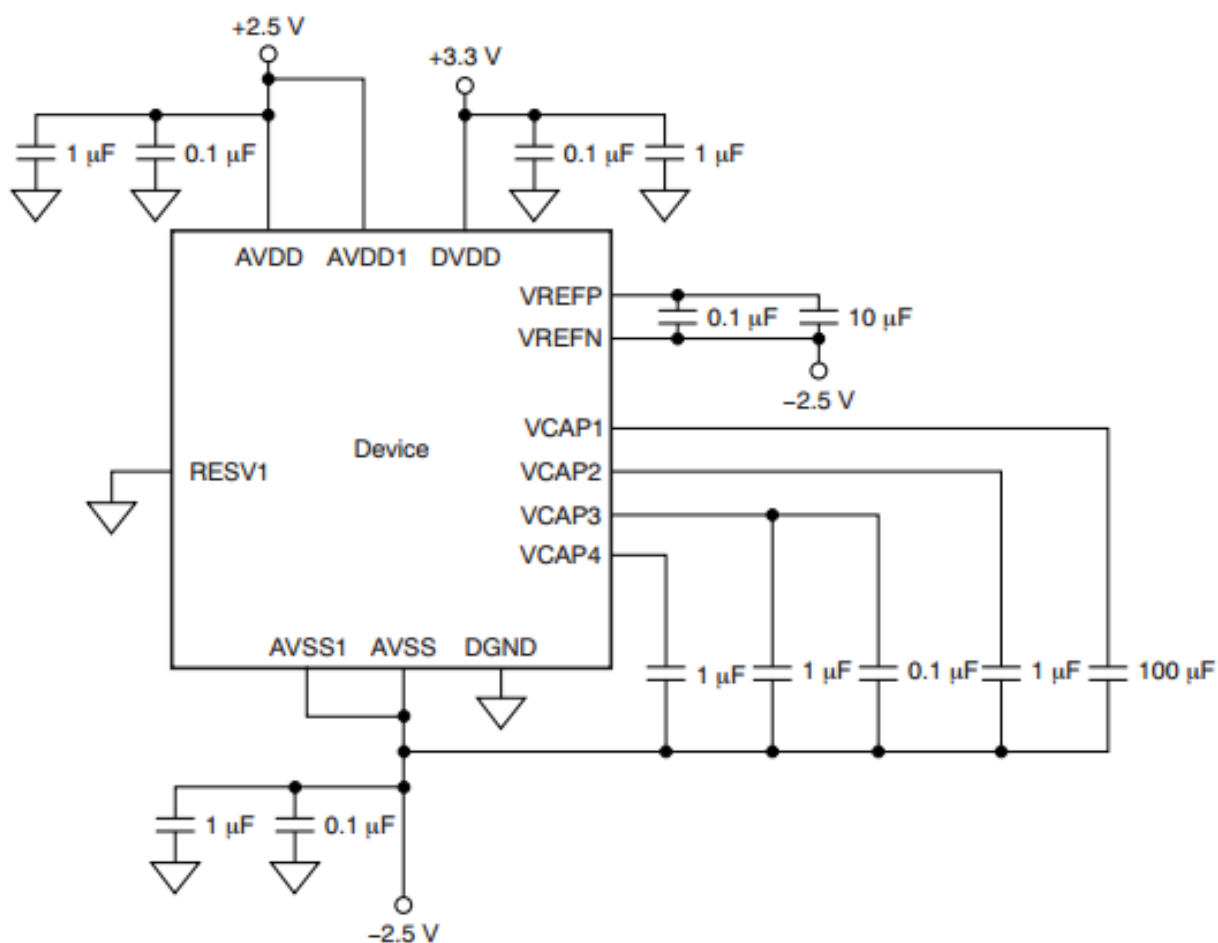 +2.5 V
+3.3 V
1 µF
0.1 µF
0.1 µF
1 µF
AVDD AVDD1 DVDD
VREFP
0.1 µF
10 µF
VREFN
−2.5 V
VCAP1
Device
RESV1
VCAP2
VCAP3
VCAP4
AVSS1 AVSS DGND
1 µF
1 µF
0.1 µF
1 µF
100 µF
1 µF
0.1 µF
−2.5 V